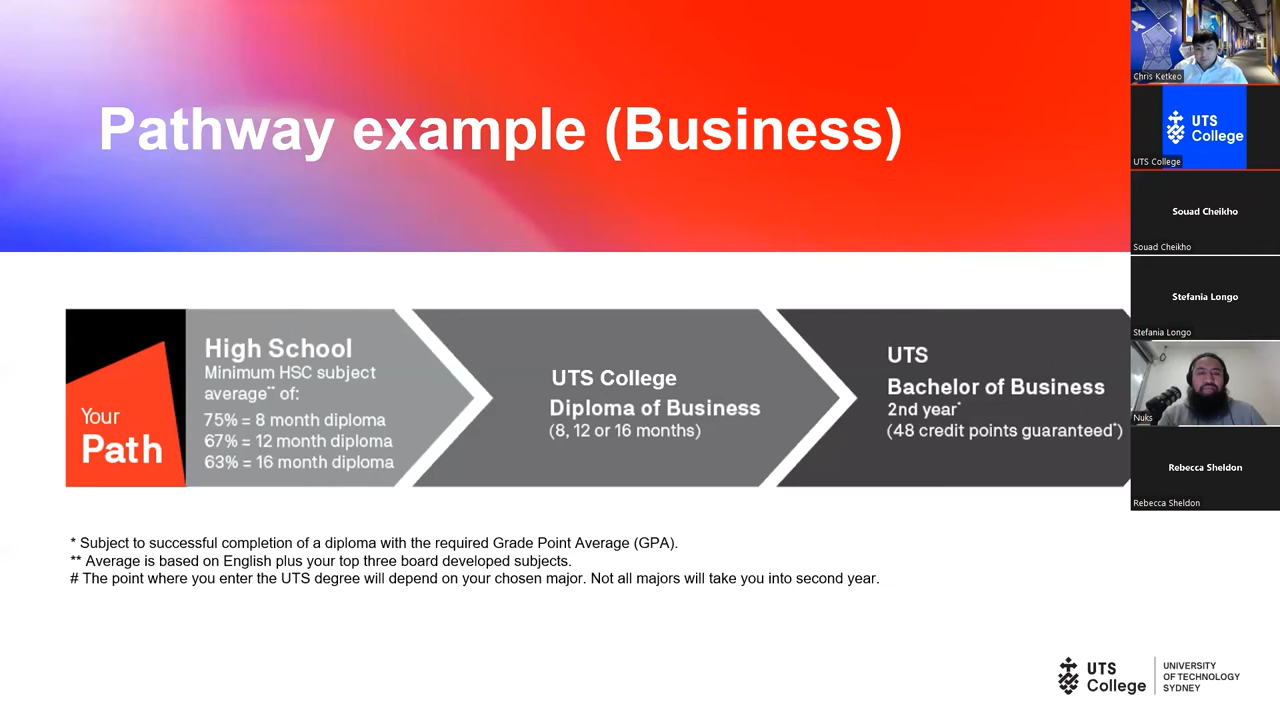 Pathway example (Business)
Your
Path
High School
Minimum HSC subject
average** of:
75% = 8 month diploma
67% = 12 month diploma
63% = 16 month diploma
UTS College
Diploma of Business
(8, 12 or 16 months)
UTS
Bachelor of Business
2nd year*
(48 credit points guaranteed*)
* Subject to successful completion of a diploma with the required Grade Point Average (GPA).
** Average is based on English plus your top three board developed subjects.
# The point where you enter the UTS degree will depend on your chosen major. Not all majors will take you into second year.
UTS
College
UNIVERSITY
OF TECHNOLOGY
SYDNEY
Chris Ketkeo
UTS
College
UTS College
Souad Cheikho
Souad Cheikho
Stefania Longo
Stefania Longo
Nuks
Rebecca Sheldon
Rebecca Sheldon